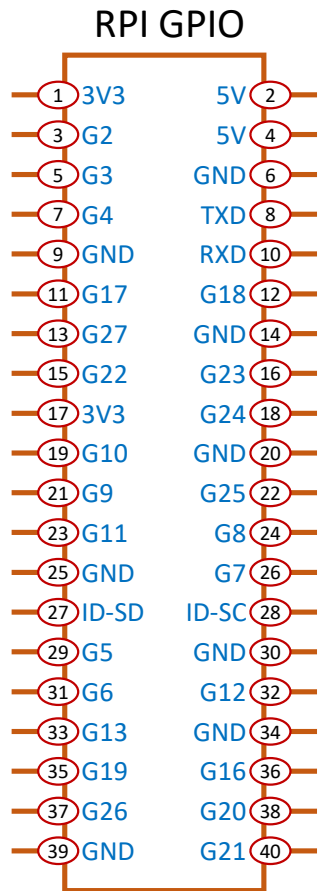 RPI GPIO
1 3V3 5V 2
3 G2 5V 4
5 G3 GND 6
7 G4 TXD 8
9 GND RXD 10
11 G17 G18 12
13 G27 GND 14
15 G22 G23 16
17 3V3 G24 18
19 G10 GND 20
21 G9 G25 22
23 G11 G8 24
25 GND G7 26
27 ID-SD ID-SC 28
29 G5 GND 30
31 G6 G12 32
33 G13 GND 34
35 G19 G16 36
37 G26 G20 38
39 GND G21 40